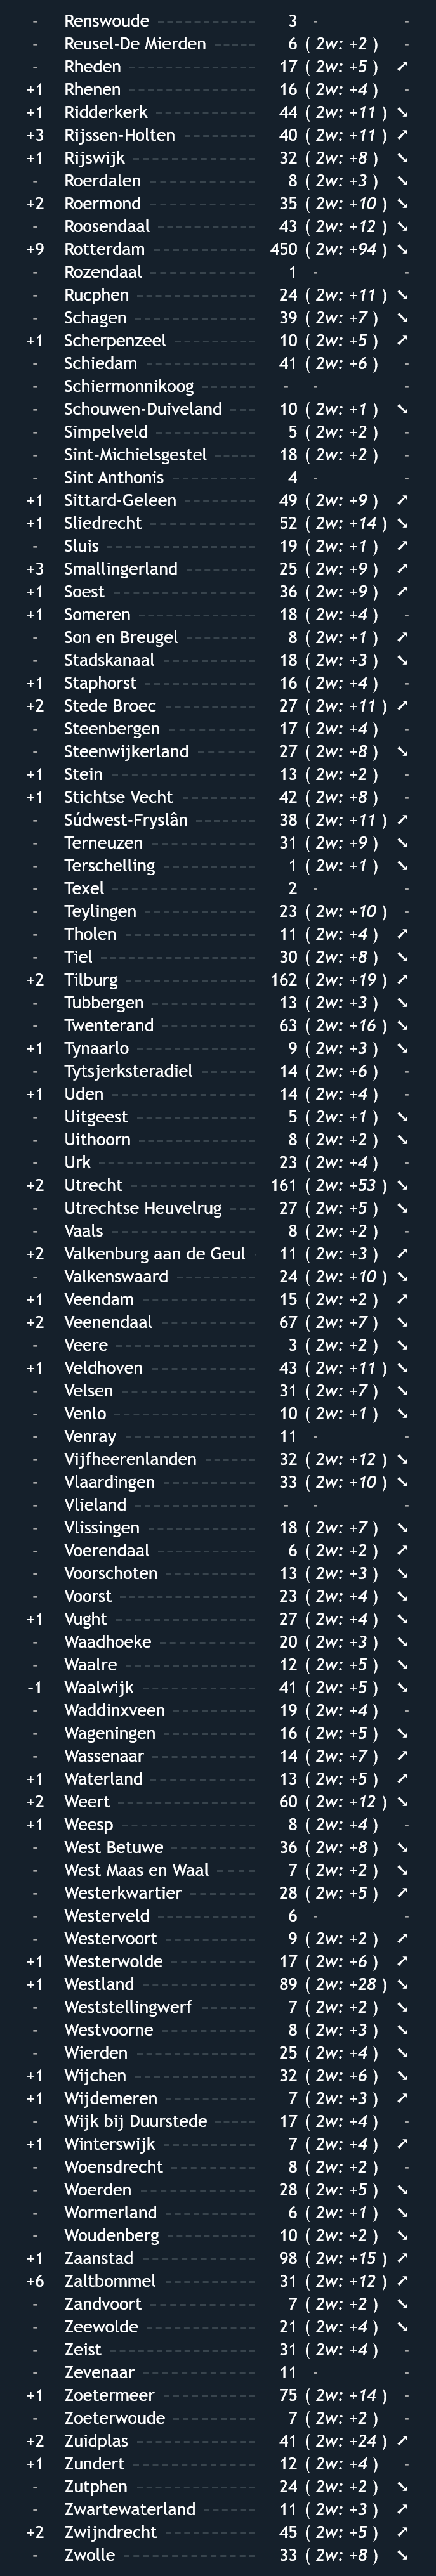 - Renswoude 3 - -
- Reusel-De Mierden 6 ( 2w: +2 ) -
- Rheden 17 ( 2w: +5 ) ➚
+1 Rhenen 16 ( 2w: +4 ) -
+1 Ridderkerk 44 ( 2w: +11 ) ➘
+3 Rijssen-Holten 40 ( 2w: +11 ) ➚
+1 Rijswijk 32 ( 2w: +8 ) ➘
- Roerdalen 8 ( 2w: +3 ) ➘
+2 Roermond 35 ( 2w: +10 ) ➘
- Roosendaal 43 ( 2w: +12 ) ➘
+9 Rotterdam 450 ( 2w: +94 ) ➘
- Rozendaal 1 - -
- Rucphen 24 ( 2w: +11 ) ➘
- Schagen 39 ( 2w: +7 ) ➘
+1 Scherpenzeel 10 ( 2w: +5 ) ➚
- Schiedam 41 ( 2w: +6 ) -
- Schiermonnikoog - - -
- Schouwen-Duiveland 10 ( 2w: +1 ) ➘
- Simpelveld 5 ( 2w: +2 ) -
- Sint-Michielsgestel 18 ( 2w: +2 ) -
- Sint Anthonis 4 - -
+1 Sittard-Geleen 49 ( 2w: +9 ) ➚
+1 Sliedrecht 52 ( 2w: +14 ) ➘
- Sluis 19 ( 2w: +1 ) ➚
+3 Smallingerland 25 ( 2w: +9 ) ➚
+1 Soest 36 ( 2w: +9 ) ➚
+1 Someren 18 ( 2w: +4 ) -
- Son en Breugel 8 ( 2w: +1 ) ➚
- Stadskanaal 18 ( 2w: +3 ) ➘
+1 Staphorst 16 ( 2w: +4 ) -
+2 Stede Broec 27 ( 2w: +11 ) ➚
- Steenbergen 17 ( 2w: +4 ) -
- Steenwijkerland 27 ( 2w: +8 ) ➘
+1 Stein 13 ( 2w: +2 ) -
+1 Stichtse Vecht 42 ( 2w: +8 ) -
- Súdwest-Fryslân 38 ( 2w: +11 ) ➚
- Terneuzen 31 ( 2w: +9 ) ➘
- Terschelling 1 ( 2w: +1 ) ➘
- Texel 2 - -
- Teylingen 23 ( 2w: +10 ) -
- Tholen 11 ( 2w: +4 ) ➚
- Tiel 30 ( 2w: +8 ) ➘
+2 Tilburg 162 ( 2w: +19 ) ➚
- Tubbergen 13 ( 2w: +3 ) ➘
- Twenterand 63 ( 2w: +16 ) ➘
+1 Tynaarlo 9 ( 2w: +3 ) ➘
- Tytsjerksteradiel 14 ( 2w: +6 ) -
+1 Uden 14 ( 2w: +4 ) -
- Uitgeest 5 ( 2w: +1 ) ➘
- Uithoorn 8 ( 2w: +2 ) ➘
- Urk 23 ( 2w: +4 ) -
+2 Utrecht 161 ( 2w: +53 ) ➘
- Utrechtse Heuvelrug 27 ( 2w: +5 ) ➘
- Vaals 8 ( 2w: +2 ) -
+2 Valkenburg aan de Geul 11 ( 2w: +3 ) ➚
- Valkenswaard 24 ( 2w: +10 ) ➘
+1 Veendam 15 ( 2w: +2 ) ➚
+2 Veenendaal 67 ( 2w: +7 ) ➘
- Veere 3 ( 2w: +2 ) ➘
+1 Veldhoven 43 ( 2w: +11 ) ➘
- Velsen 31 ( 2w: +7 ) ➘
- Venlo 10 ( 2w: +1 ) ➘
- Venray 11 - -
- Vijfheerenlanden 32 ( 2w: +12 ) ➘
- Vlaardingen 33 ( 2w: +10 ) ➘
- Vlieland - - -
- Vlissingen 18 ( 2w: +7 ) ➘
- Voerendaal 6 ( 2w: +2 ) ➚
- Voorschoten 13 ( 2w: +3 ) ➘
- Voorst 23 ( 2w: +4 ) ➘
+1 Vught 27 ( 2w: +4 ) ➘
- Waadhoeke 20 ( 2w: +3 ) ➘
- Waalre 12 ( 2w: +5 ) ➘
-1 Waalwijk 41 ( 2w: +5 ) ➘
- Waddinxveen 19 ( 2w: +4 ) -
- Wageningen 16 ( 2w: +5 ) ➘
- Wassenaar 14 ( 2w: +7 ) ➚
+1 Waterland 13 ( 2w: +5 ) ➚
+2 Weert 60 ( 2w: +12 ) ➘
+1 Weesp 8 ( 2w: +4 ) -
- West Betuwe 36 ( 2w: +8 ) ➘
- West Maas en Waal 7 ( 2w: +2 ) ➘
- Westerkwartier 28 ( 2w: +5 ) ➚
- Westerveld 6 - -
- Westervoort 9 ( 2w: +2 ) ➚
+1 Westerwolde 17 ( 2w: +6 ) ➚
+1 Westland 89 ( 2w: +28 ) ➘
- Weststellingwerf 7 ( 2w: +2 ) ➘
- Westvoorne 8 ( 2w: +3 ) ➘
- Wierden 25 ( 2w: +4 ) ➘
+1 Wijchen 32 ( 2w: +6 ) ➘
+1 Wijdemeren 7 ( 2w: +3 ) ➚
- Wijk bij Duurstede 17 ( 2w: +4 ) -
+1 Winterswijk 7 ( 2w: +4 ) ➚
- Woensdrecht 8 ( 2w: +2 ) -
- Woerden 28 ( 2w: +5 ) ➘
- Wormerland 6 ( 2w: +1 ) ➘
- Woudenberg 10 ( 2w: +2 ) ➘
+1 Zaanstad 98 ( 2w: +15 ) ➚
+6 Zaltbommel 31 ( 2w: +12 ) ➚
- Zandvoort 7 ( 2w: +2 ) ➘
- Zeewolde 21 ( 2w: +4 ) ➘
- Zeist 31 ( 2w: +4 ) -
- Zevenaar 11 - -
+1 Zoetermeer 75 ( 2w: +14 ) -
- Zoeterwoude 7 ( 2w: +2 ) -
+2 Zuidplas 41 ( 2w: +24 ) ➚
+1 Zundert 12 ( 2w: +4 ) -
- Zutphen 24 ( 2w: +2 ) ➘
- Zwartewaterland 11 ( 2w: +3 ) ➚
+2 Zwijndrecht 45 ( 2w: +5 ) ➚
- Zwolle 33 ( 2w: +8 ) ➘